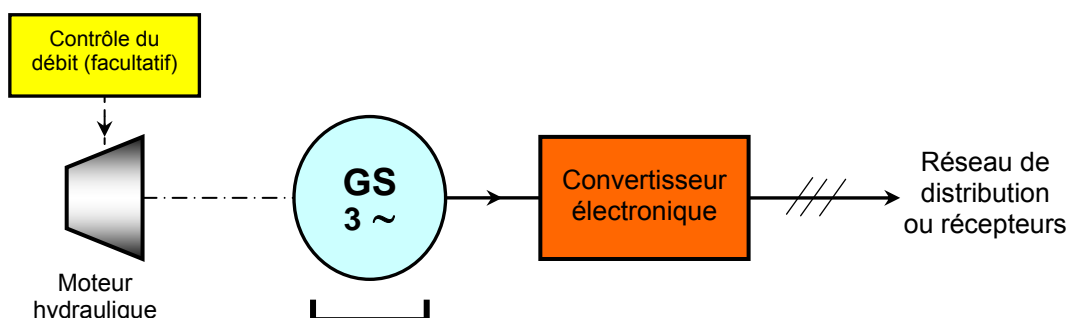 Contrôle du
débit (facultatif)
GS
3 ~
Convertisseur
électronique
Réseau de
distribution
ou récepteurs
Moteur
hydraulique